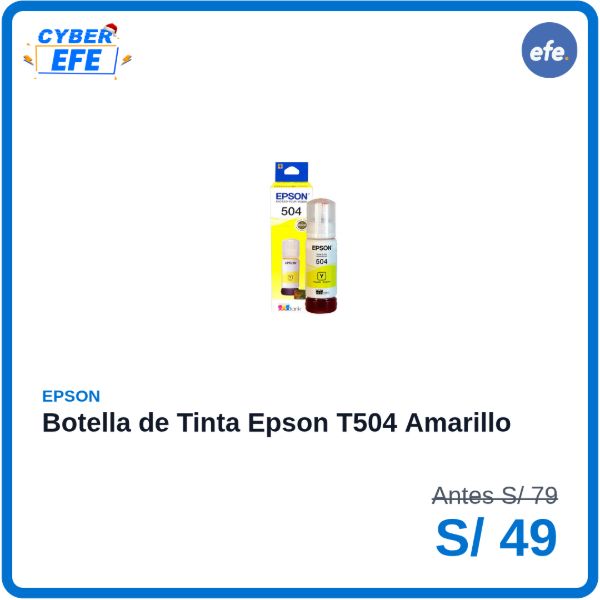 CYBER
EFE
efe.
EPSON
504
EPSON
504
Y
EPSON
Botella de Tinta Epson T504 Amarillo
Antes S/ 79
S/ 49